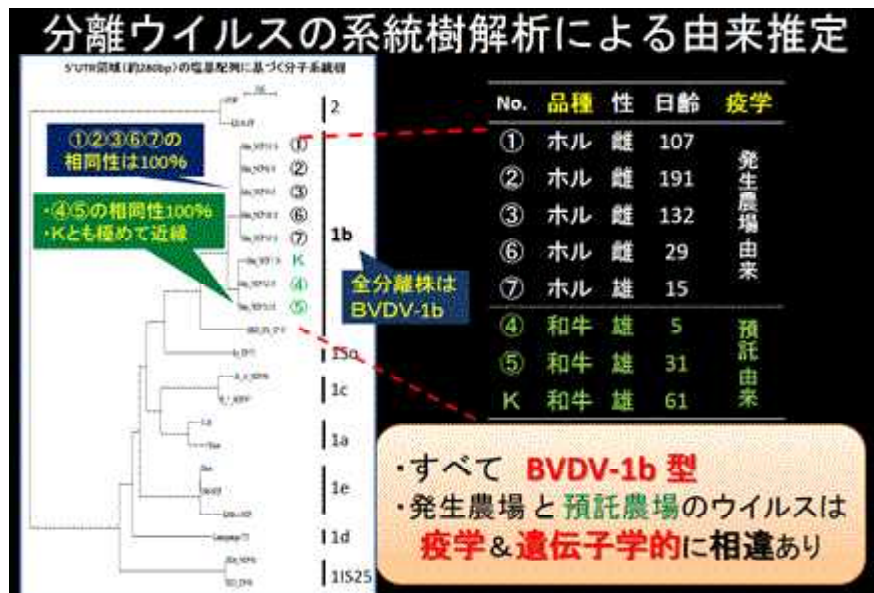 分離ウイルスの系統樹解析による由来推定
5'UTR領域(約280bp)の塩基配列に基づく分子系統樹
2
①②③⑥⑦の
相同性は100%
①
②
③
⑥
⑦
K
④
⑤
1b
・④⑤の相同性100%
・Kとも極めて近縁
全分離株は
BVDV-1b
15a
1c
1a
1e
1d
1IS25
No. 品種 性 日齢 疫学
① ホル 雌 107
② ホル 雌 191
③ ホル 雌 132
⑥ ホル 雌 29
⑦ ホル 雄 15
発生農場由来
④ 和牛 雄 5
⑤ 和牛 雄 31
K 和牛 雄 61
預託由来
・すべて BVDV-1b 型
・発生農場 と 預託農場のウイルスは
疫学&遺伝子学的に相違あり